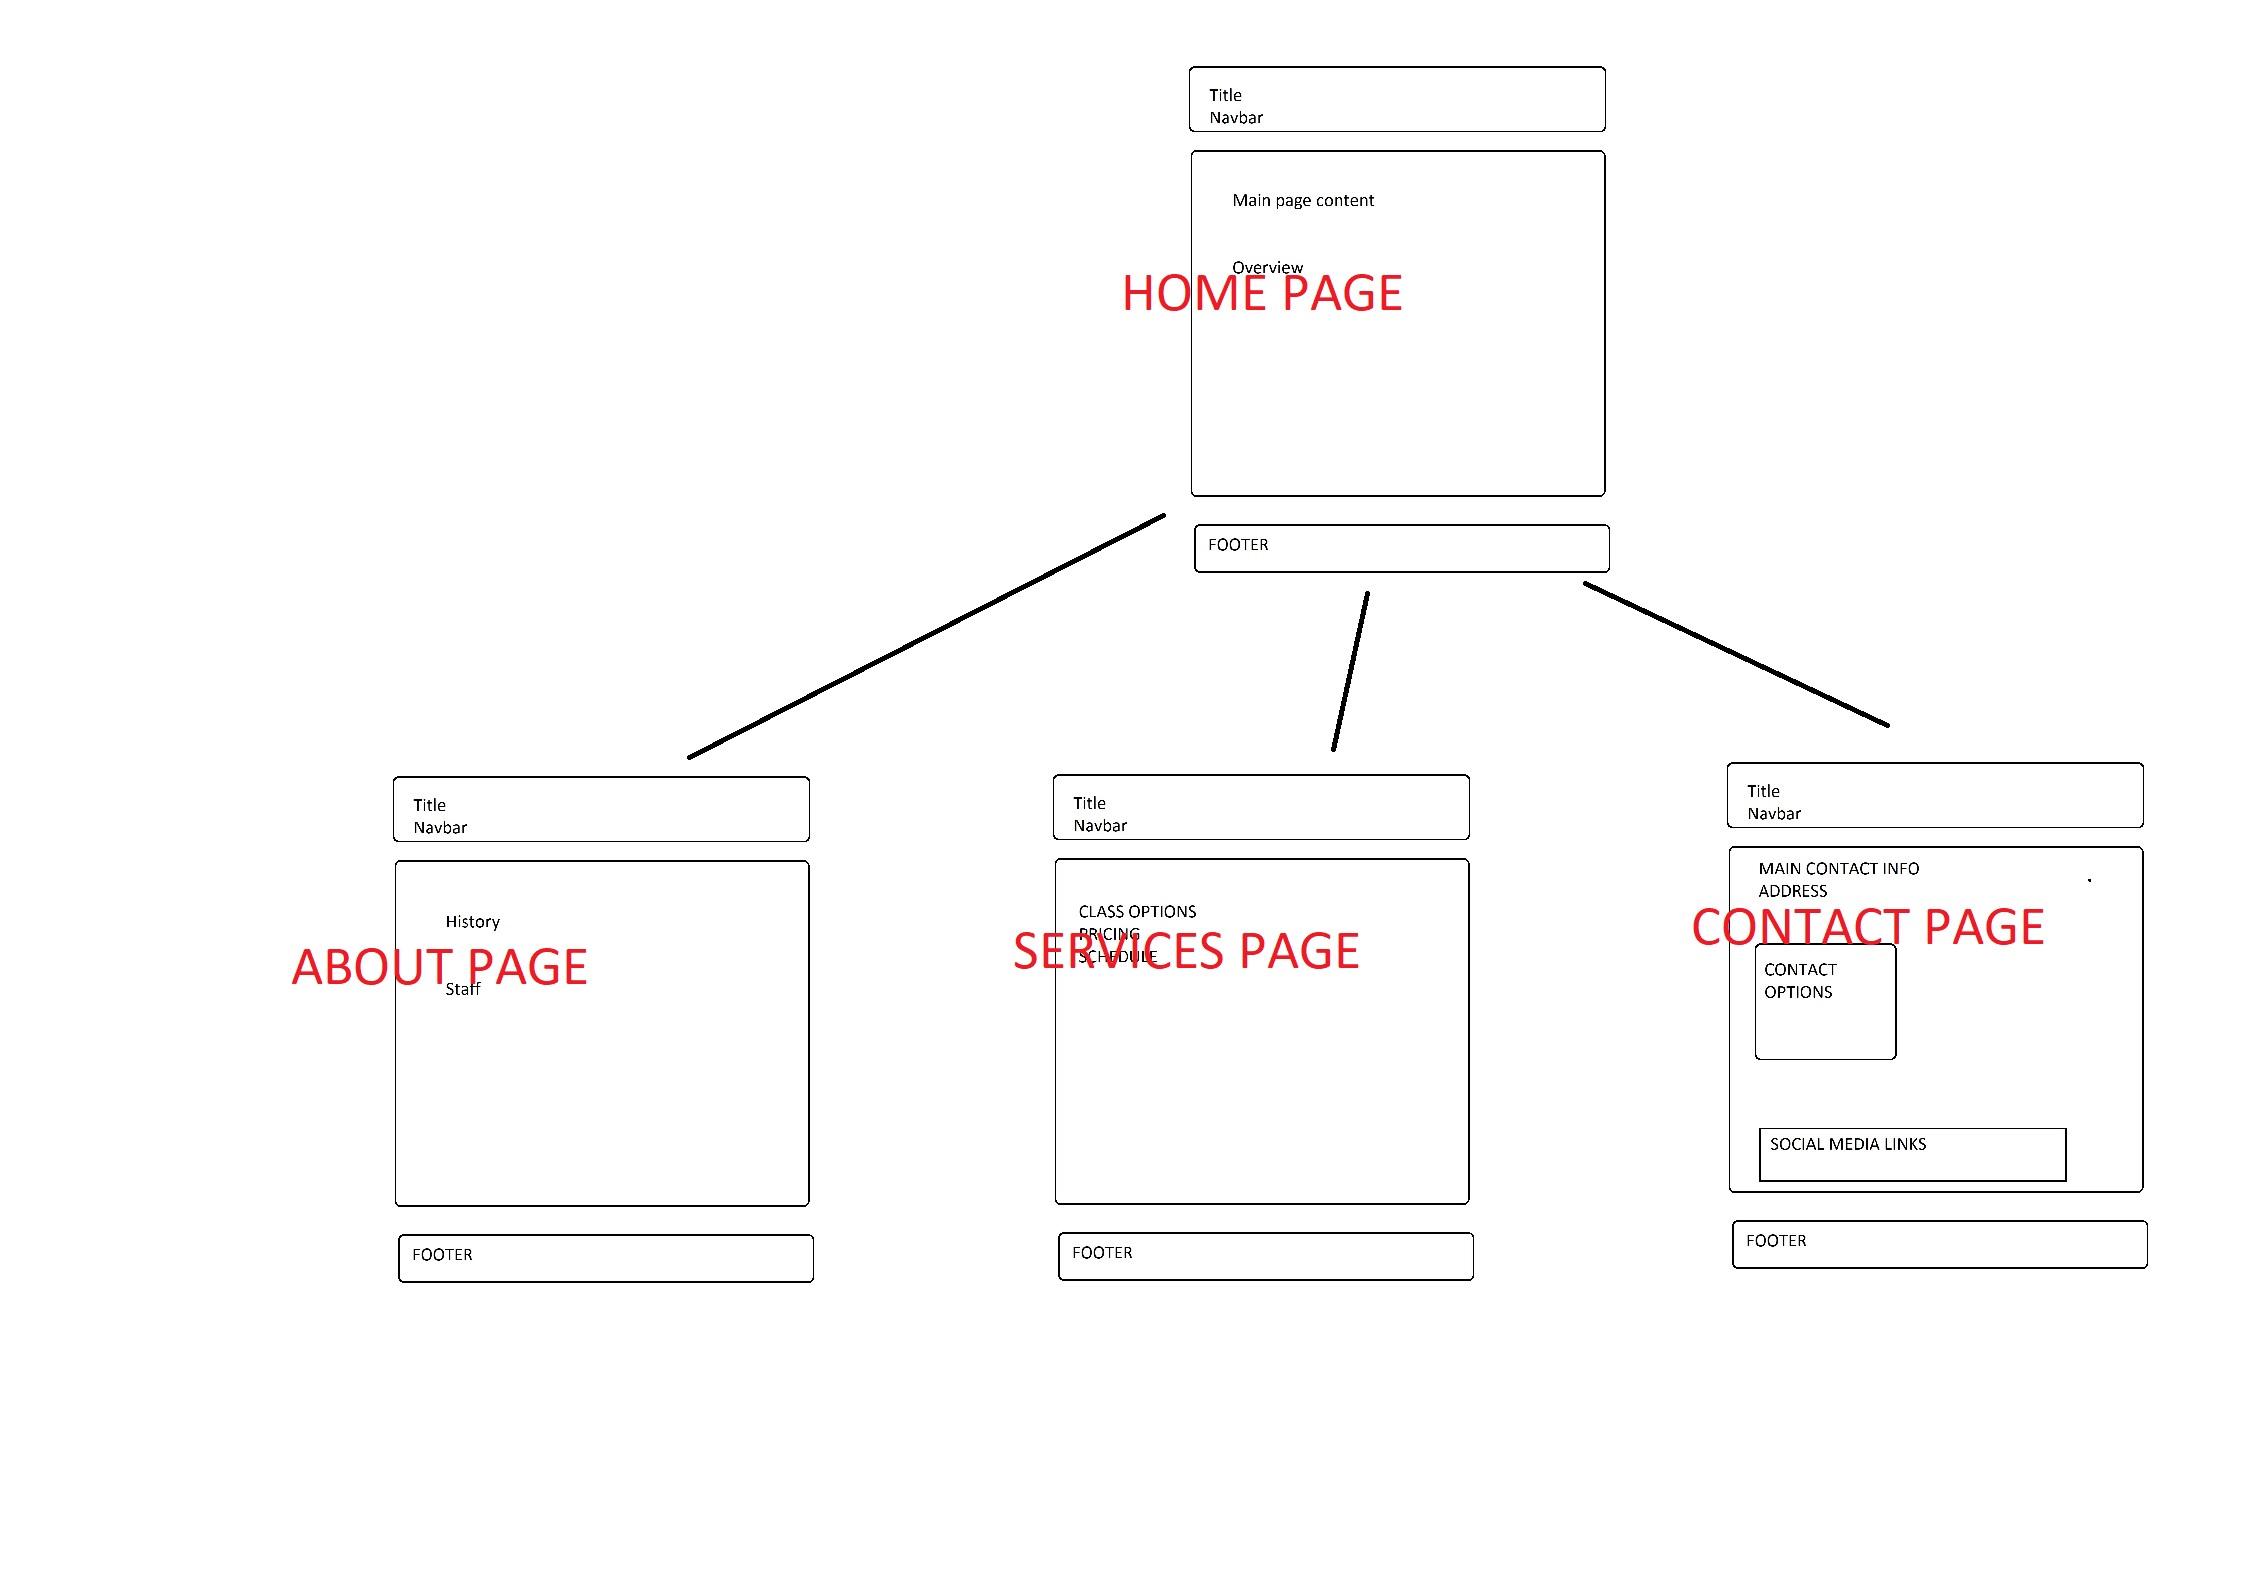 Title
Navbar
Main page content
Overview
HOME PAGE
FOOTER
Title
Navbar
History
ABOUT PAGE
Staff
FOOTER
Title
Navbar
CLASS OPTIONS
PRICING
SERVICES PAGE
SCHEDULE
FOOTER
Title
Navbar
MAIN CONTACT INFO
ADDRESS
CONTACT PAGE
CONTACT
OPTIONS
SOCIAL MEDIA LINKS
FOOTER